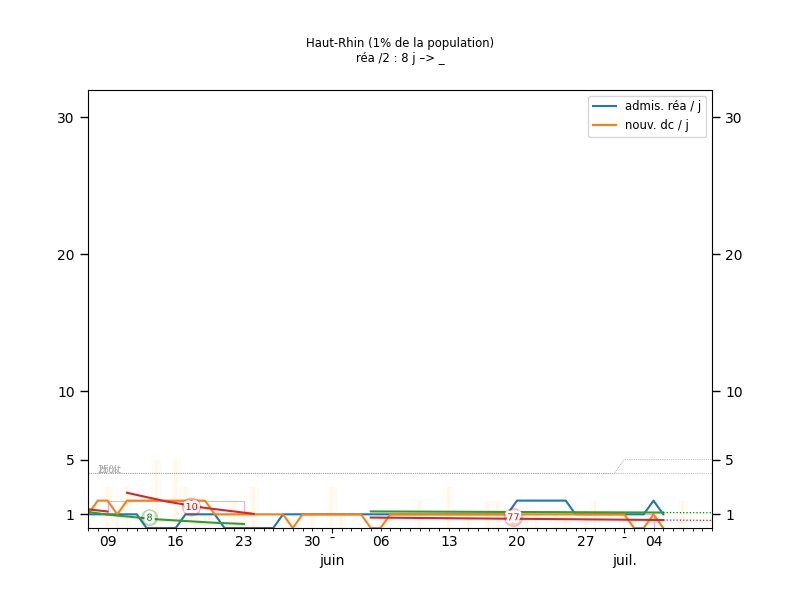 Haut-Rhin (1% de la population)
réa /2 : 8 j –> _
admis. réa / j
nouv. dc / j
30 30
20 20
10 10
5 5
1 1
8 10 77
09 16 23 30 - 06 13 20 27 - 04
juin juil.